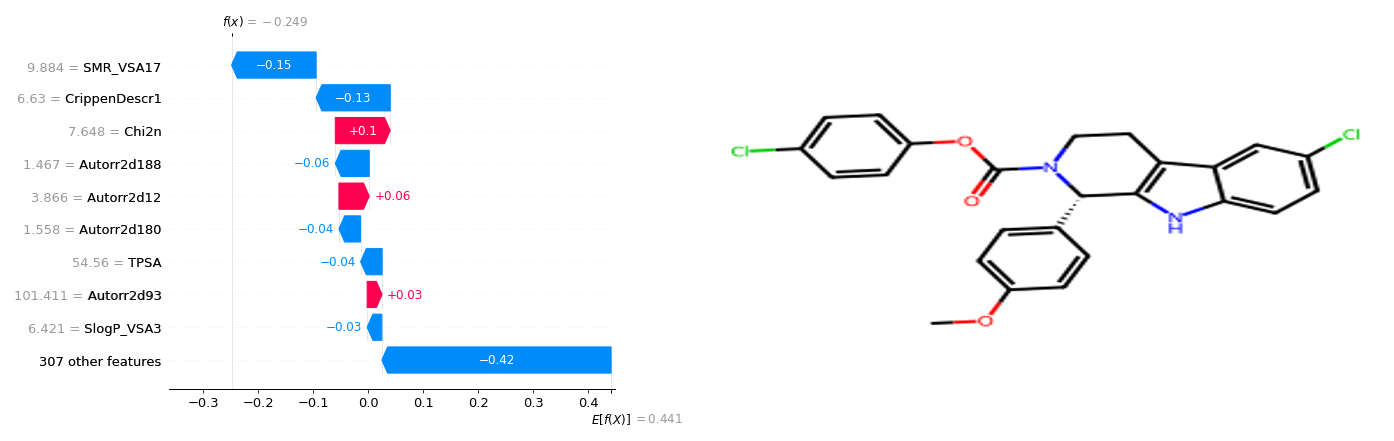 f(x) = −0.249
9.884 = SMR_VSA17
−0.15
6.63 = CrippenDescr1
−0.13
7.648 = Chi2n
+0.1
1.467 = Autorr2d188
−0.06
3.866 = Autorr2d12
+0.06
1.558 = Autorr2d180
−0.04
54.56 = TPSA
−0.04
101.411 = Autorr2d93
+0.03
6.421 = SlogP_VSA3
−0.03
307 other features
−0.42
−0.3 −0.2 −0.1 0.0 0.1 0.2 0.3 0.4
E[f(X)] = 0.441
Cl
O
O
N
N
H
Cl
O